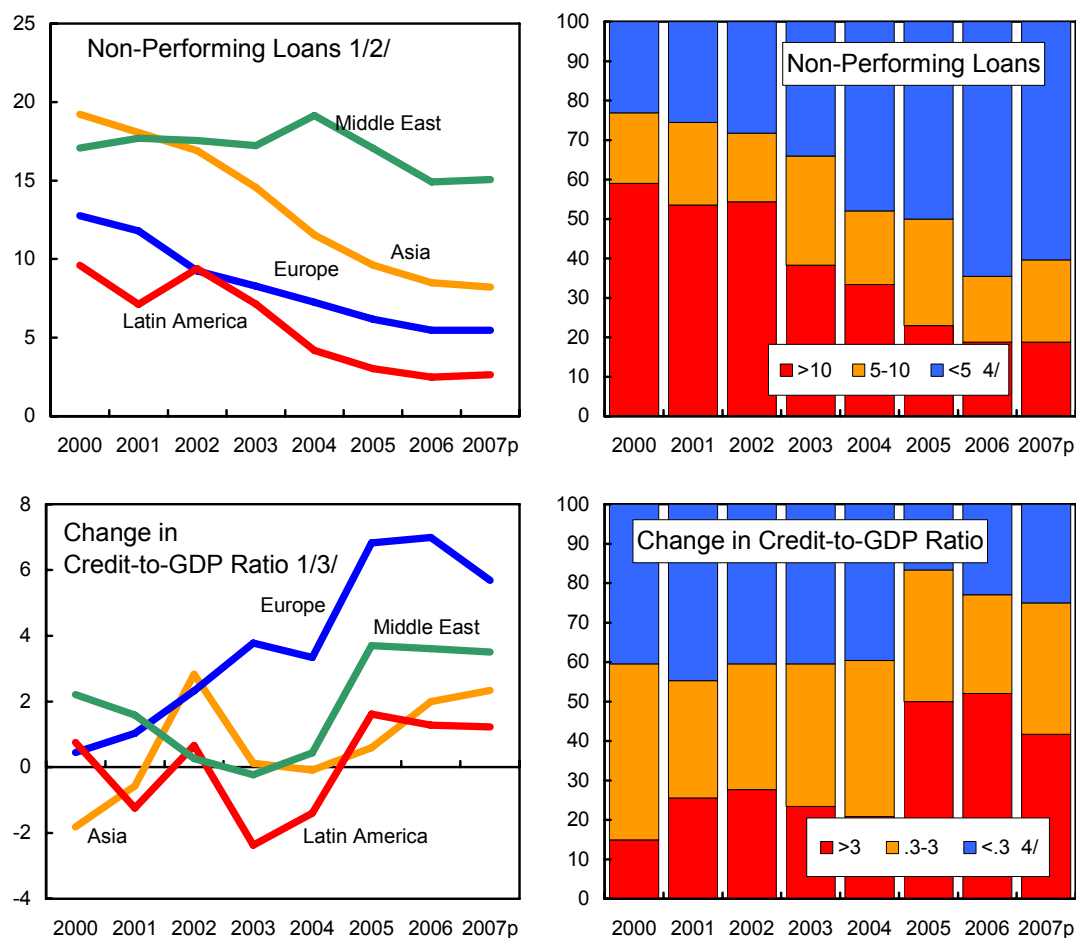 Non-Performing Loans 1/2/
25
20
15
10
5
0
Middle East
Asia
Europe
Latin America
2000 2001 2002 2003 2004 2005 2006 2007p
Non-Performing Loans
100
90
80
70
60
50
40
30
20
10
0
>10 5-10 <5 4/
2000 2001 2002 2003 2004 2005 2006 2007p
Change in
Credit-to-GDP Ratio 1/3/
8
6
4
2
0
-2
-4
Europe
Middle East
Asia
Latin America
2000 2001 2002 2003 2004 2005 2006 2007p
Change in Credit-to-GDP Ratio
100
90
80
70
60
50
40
30
20
10
0
>3 .3-3 <.3 4/
2000 2001 2002 2003 2004 2005 2006 2007p